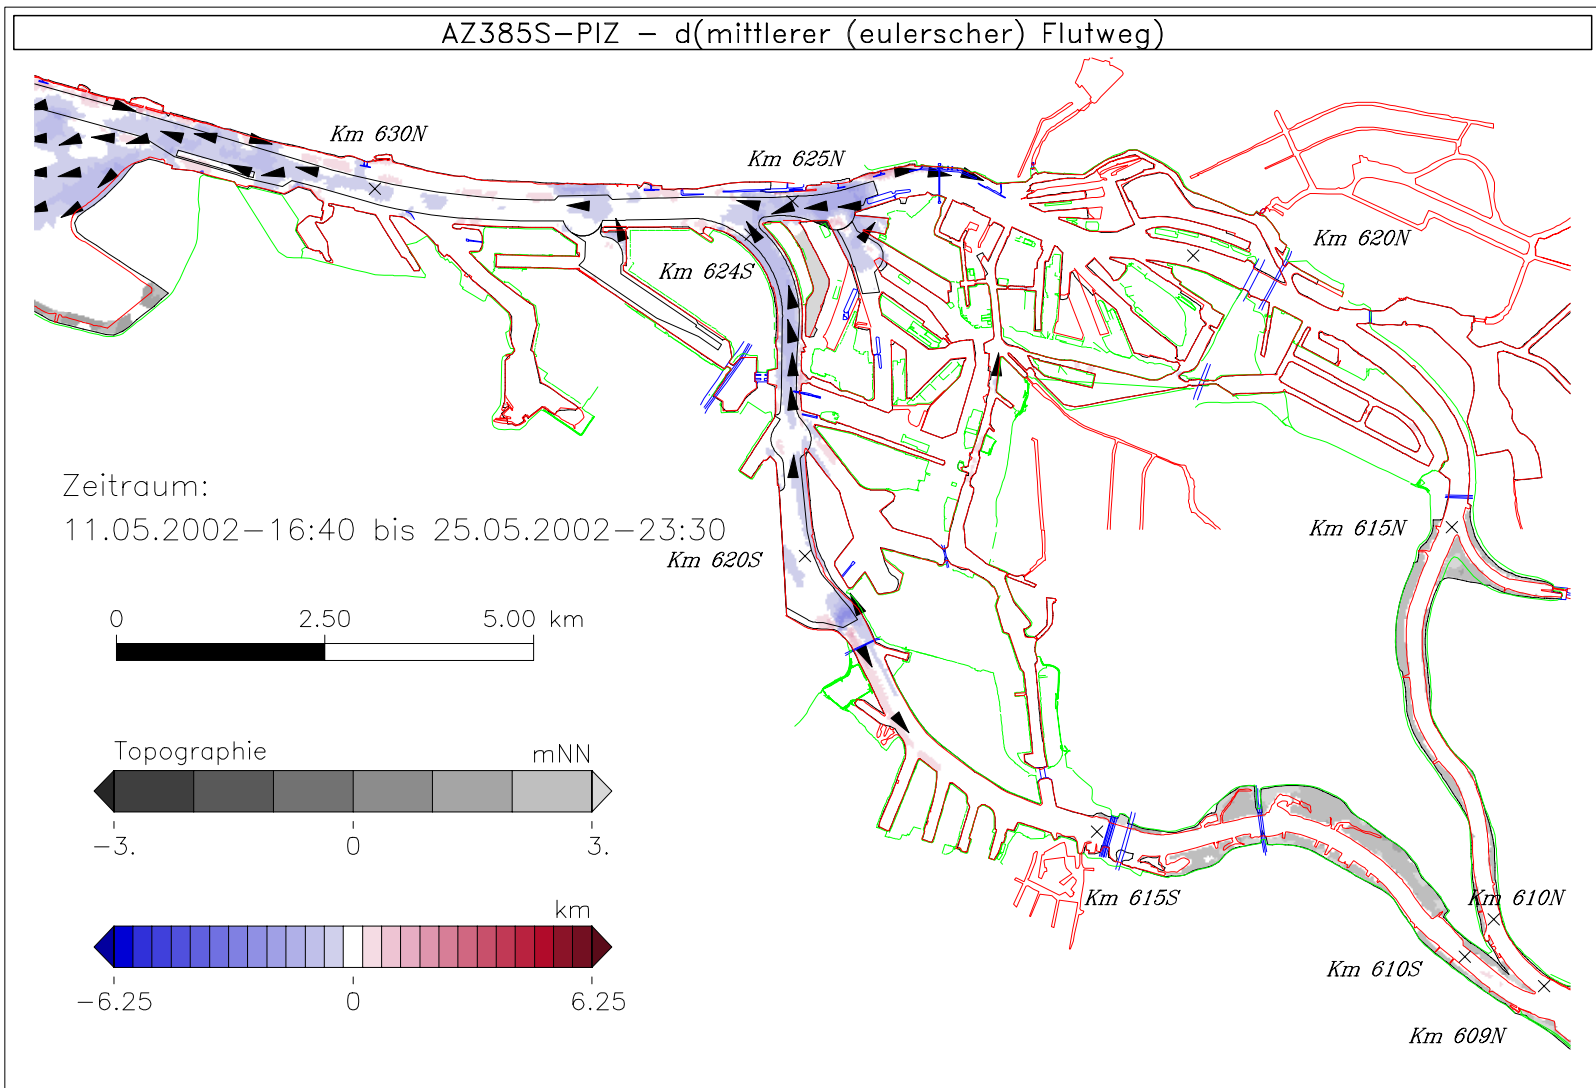 AZ385S-PIZ - d(mittlerer (eulerscher) Flutweg)
Km 630N
Km 625N
Km 620N
Km 624S
Zeitraum:
11.05.2002-16:40 bis 25.05.2002-23:30
Km 615N
Km 620S
0 2.50 5.00 km
Topographie mNN
-3. 0 3.
Km 615S
Km 610N
km
Km 610S
-6.25 0 6.25
Km 609N